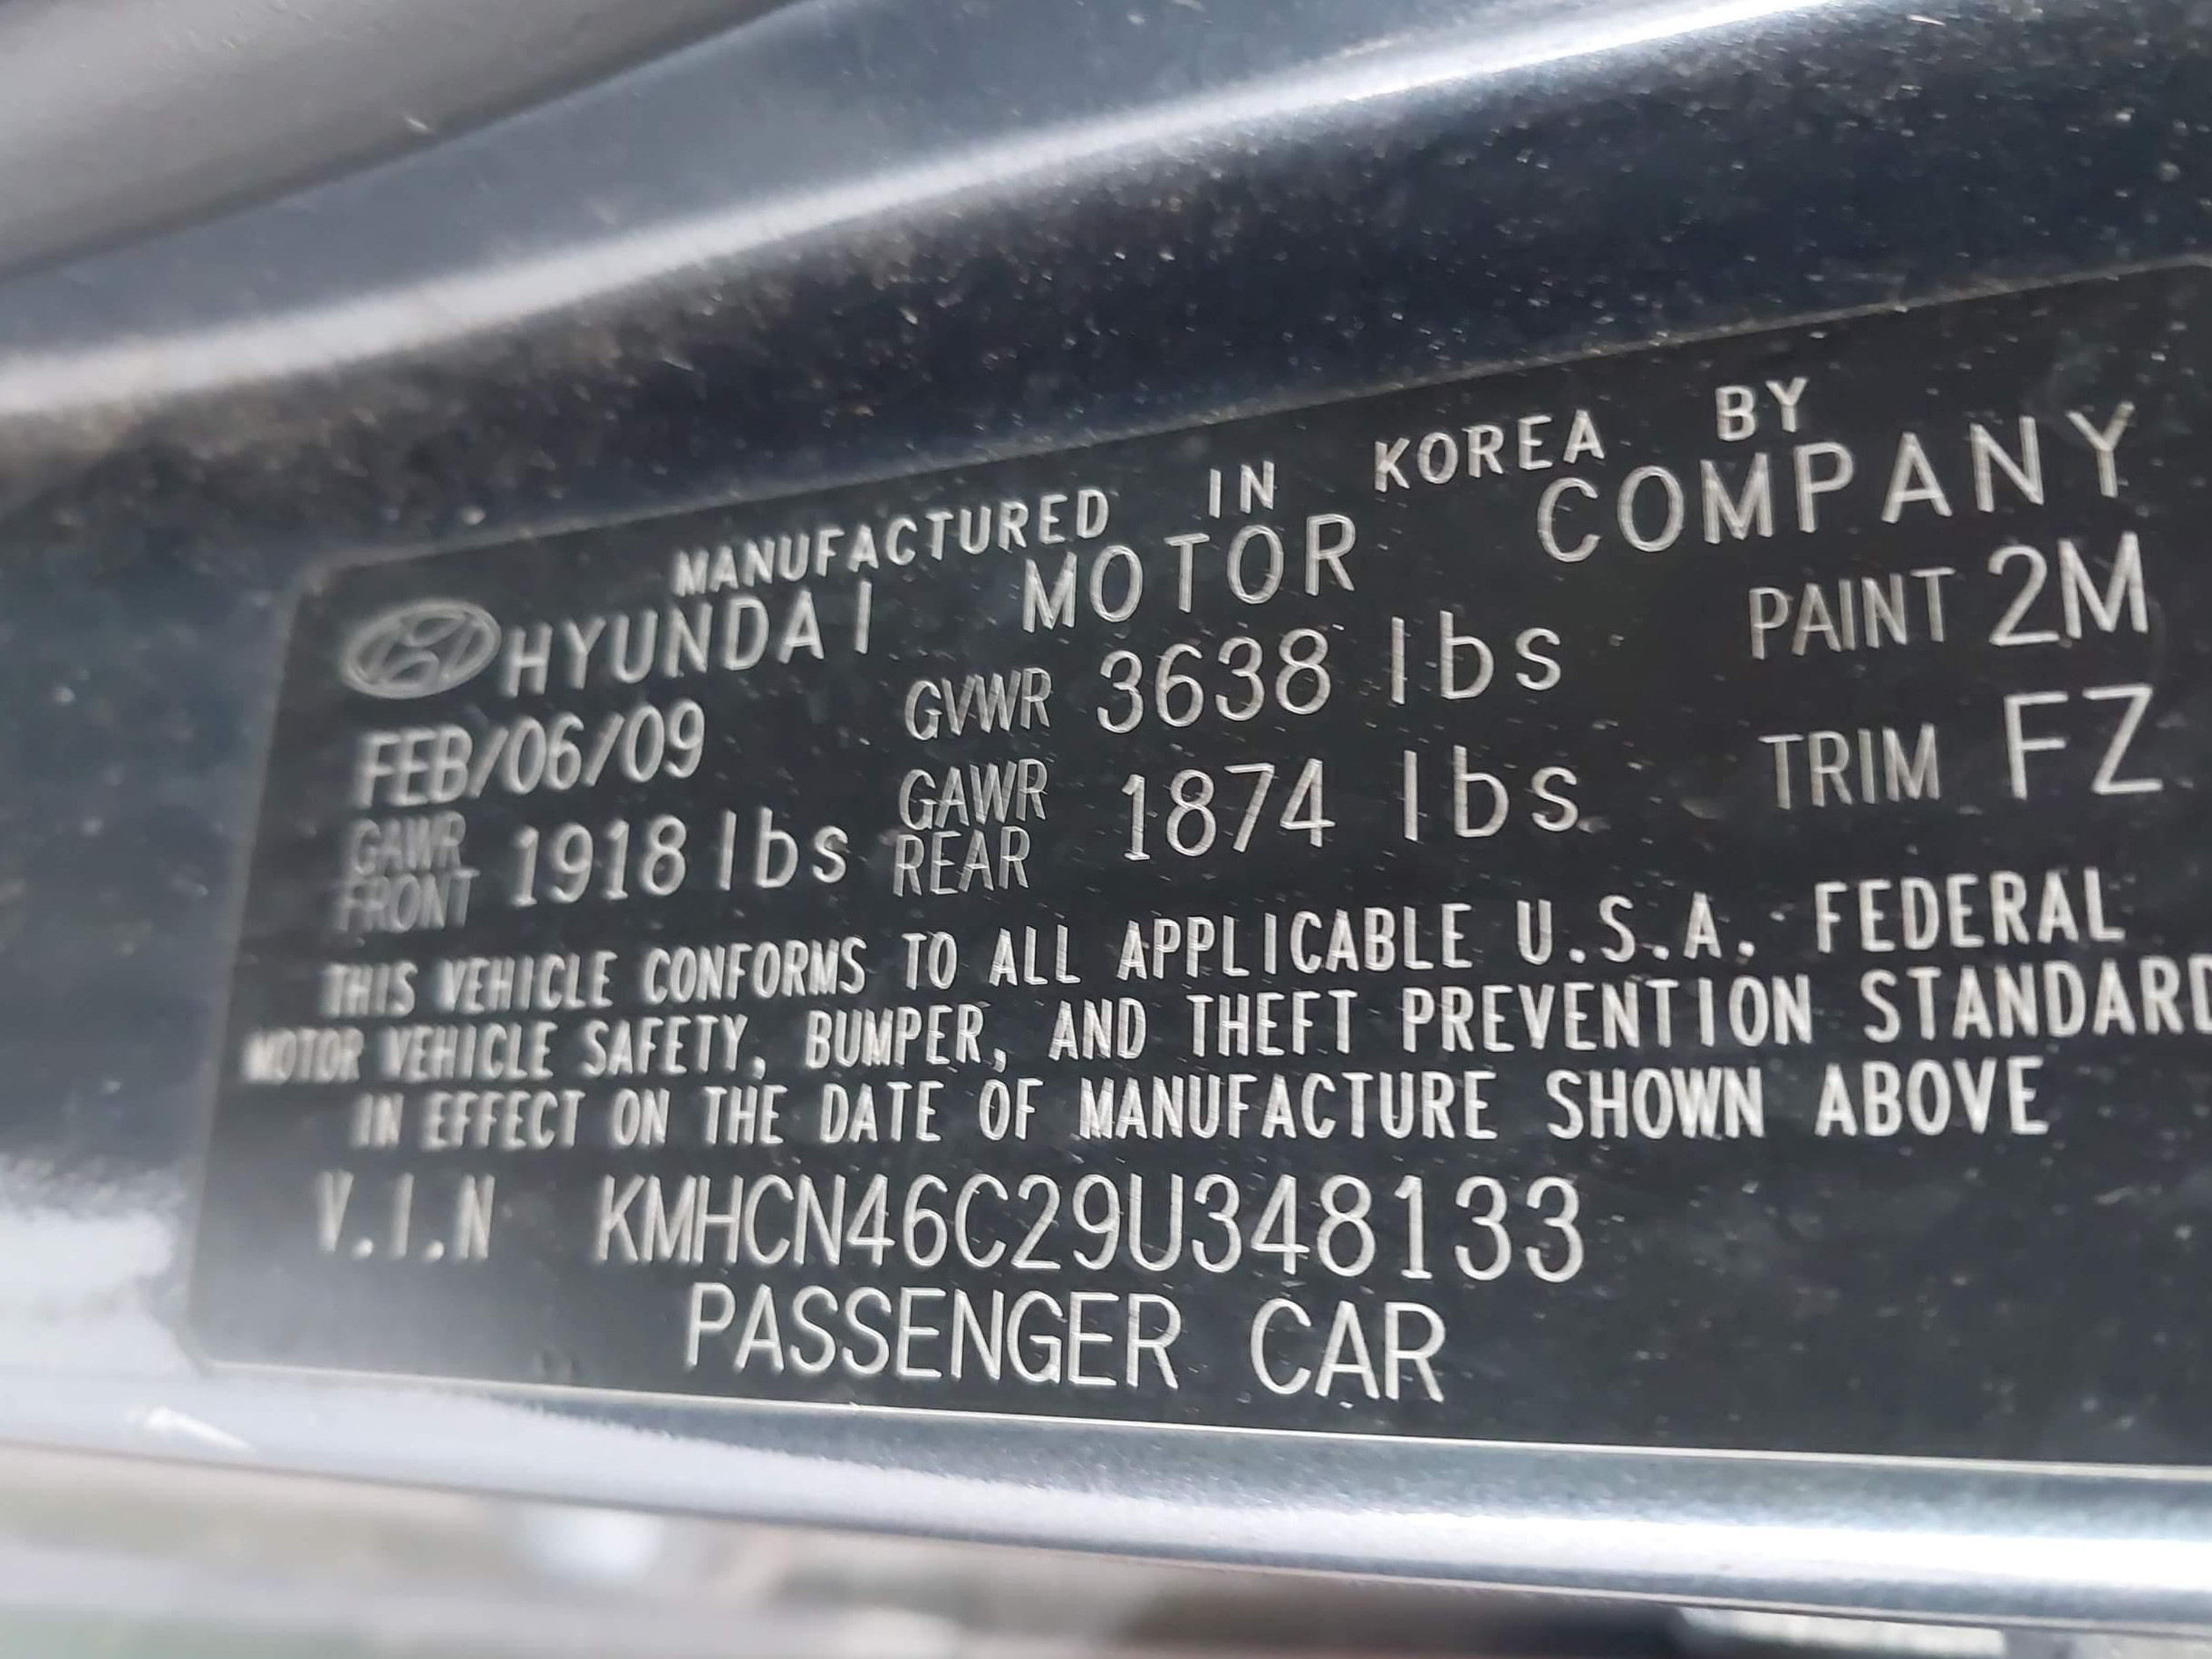 MANUFACTURED IN KOREA BY
HYUNDAI MOTOR COMPANY
FEB/06/09 GVWR 3638 lbs PAINT 2M
GAWR FRONT 1918 lbs GAWR REAR 1874 lbs TRIM FZ
THIS VEHICLE CONFORMS TO ALL APPLICABLE U.S.A. FEDERAL
MOTOR VEHICLE SAFETY, BUMPER, AND THEFT PREVENTION STANDARD
IN EFFECT ON THE DATE OF MANUFACTURE SHOWN ABOVE
V.I.N KMHCN46C29U348133
PASSENGER CAR